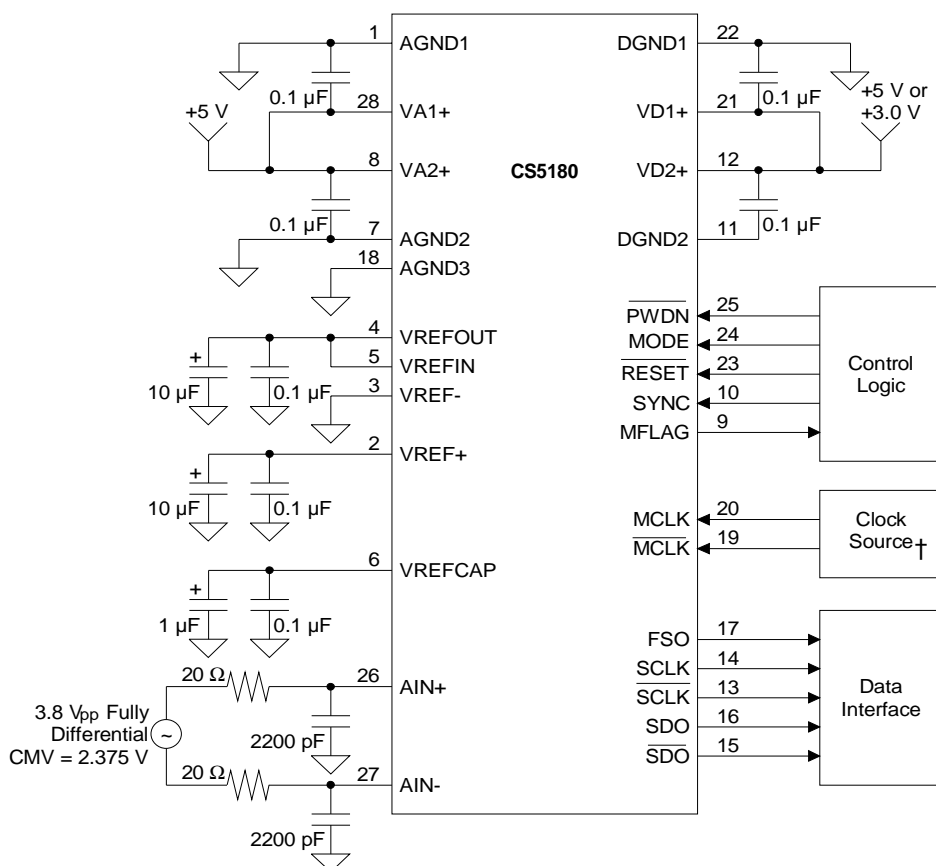 1
AGND1
DGND1
22
0.1 µF
0.1 µF
+5 V or
+3.0 V
+5 V
28
VA1+
VD1+
21
8
VA2+
CS5180
VD2+
12
0.1 µF
0.1 µF
7
AGND2
DGND2
11
18
AGND3
4
VREFOUT
5
VREFIN
3
VREF-
+
10 µF
0.1 µF
2
VREF+
+
10 µF
0.1 µF
6
VREFCAP
+
1 µF
0.1 µF
PWDN
25
MODE
24
RESET
23
SYNC
10
MFLAG
9
Control
Logic
MCLK
20
MCLK
19
Clock
Source†
FSO
17
SCLK
14
SCLK
13
SDO
16
SDO
15
Data
Interface
20 Ω
26
AIN+
3.8 Vpp Fully
Differential
CMV = 2.375 V
~
2200 pF
20 Ω
27
AIN-
2200 pF